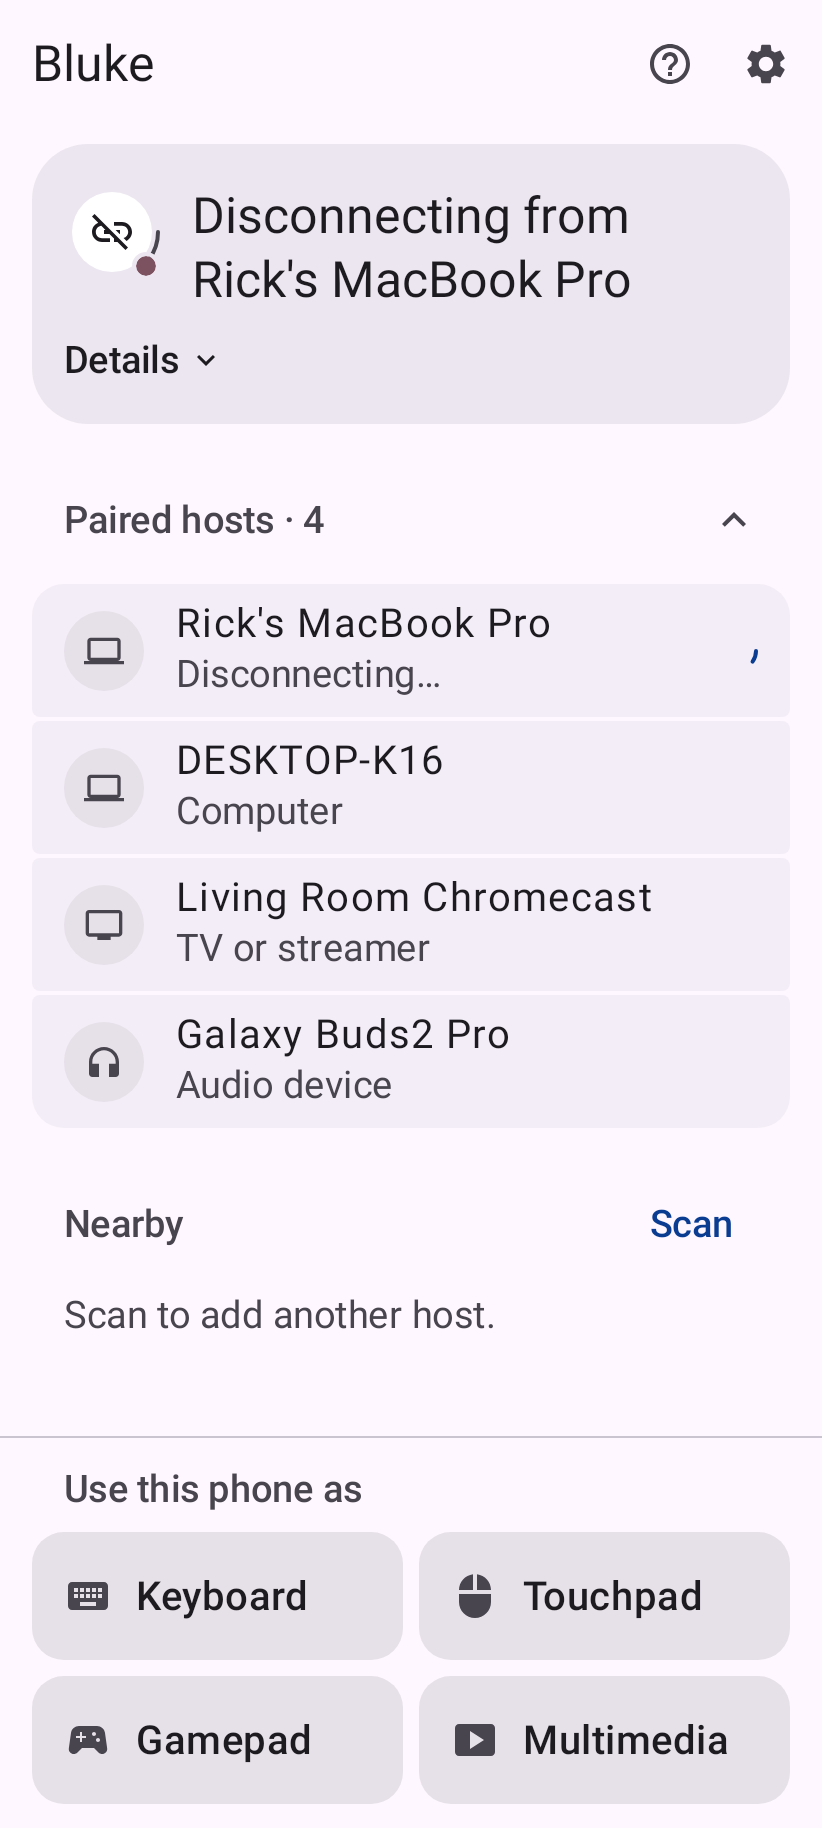 Bluke
Disconnecting from
Rick's MacBook Pro
Details
Paired hosts · 4
Rick's MacBook Pro
Disconnecting…
DESKTOP-K16
Computer
Living Room Chromecast
TV or streamer
Galaxy Buds2 Pro
Audio device
Nearby
Scan
Scan to add another host.
Use this phone as
Keyboard
Touchpad
Gamepad
Multimedia